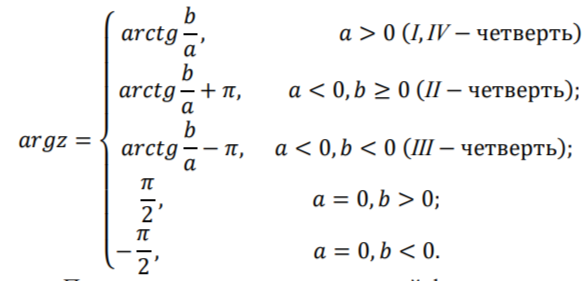 arctg b/a, a > 0 (I, IV − четверть)
arctg b/a + π, a < 0, b ≥ 0 (II − четверть);
argz = { arctg b/a − π, a < 0, b < 0 (III − четверть);
π/2, a = 0, b > 0;
−π/2, a = 0, b < 0.